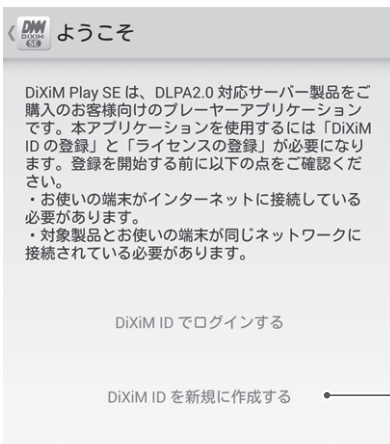 DiXiM
SE
ようこそ
DiXiM Play SE は、DLPA2.0 対応サーバー製品をご
購入のお客様向けのプレーヤーアプリケーション
です。本アプリケーションを使用するには「DiXiM
ID の登録」と「ライセンスの登録」が必要になり
ます。登録を開始する前に以下の点をご確認くだ
さい。
・お使いの端末がインターネットに接続している
必要があります。
・対象製品とお使いの端末が同じネットワークに
接続されている必要があります。
DiXiM ID でログインする
DiXiM ID を新規に作成する